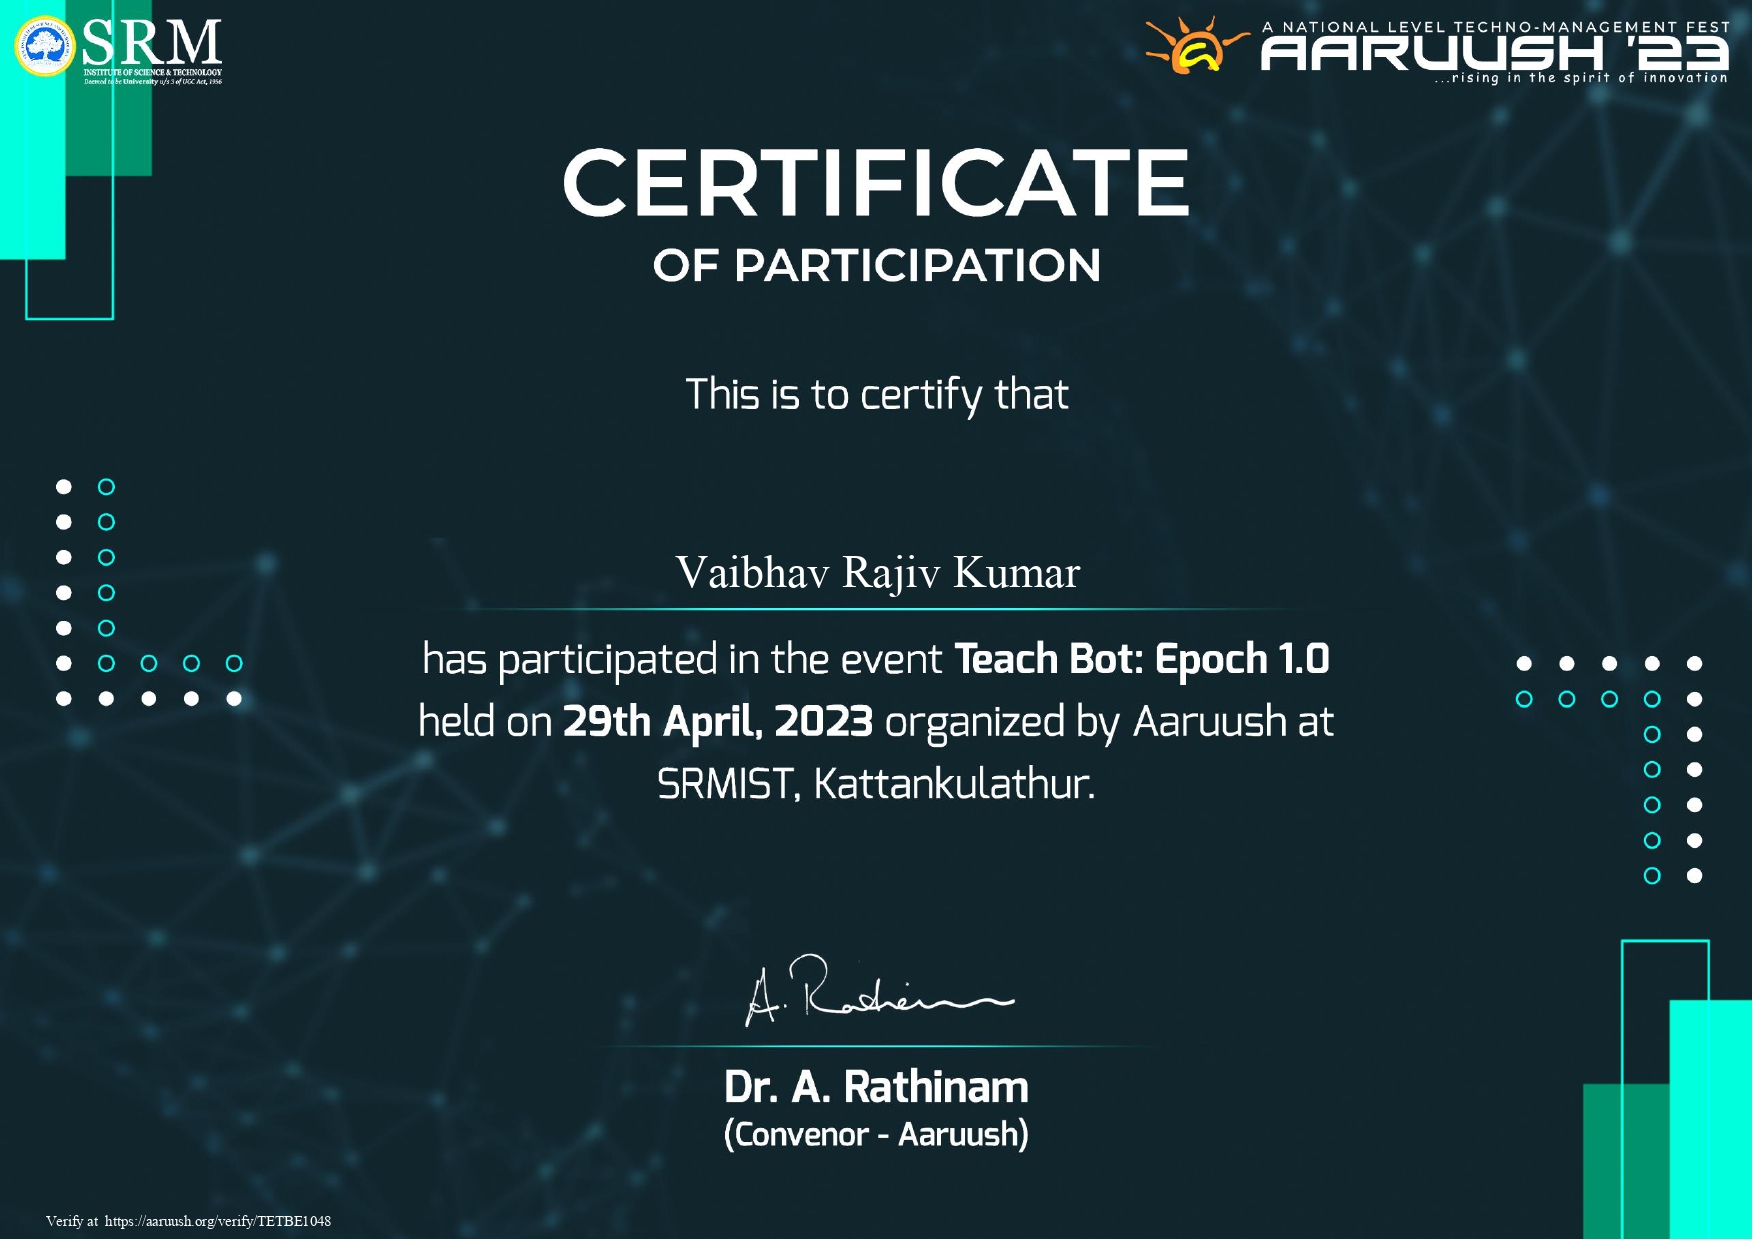 SRM
INSTITUTE OF SCIENCE & TECHNOLOGY
Deemed to be University u/s 3 of UGC Act, 1956
A NATIONAL LEVEL TECHNO-MANAGEMENT FEST
AARUUSH '23
...rising in the spirit of innovation
CERTIFICATE
OF PARTICIPATION
This is to certify that
Vaibhav Rajiv Kumar
has participated in the event Teach Bot: Epoch 1.0
held on 29th April, 2023 organized by Aaruush at
SRMIST, Kattankulathur.
A. Rathinam
Dr. A. Rathinam
(Convenor - Aaruush)
Verify at https://aaruush.org/verify/TETBE1048